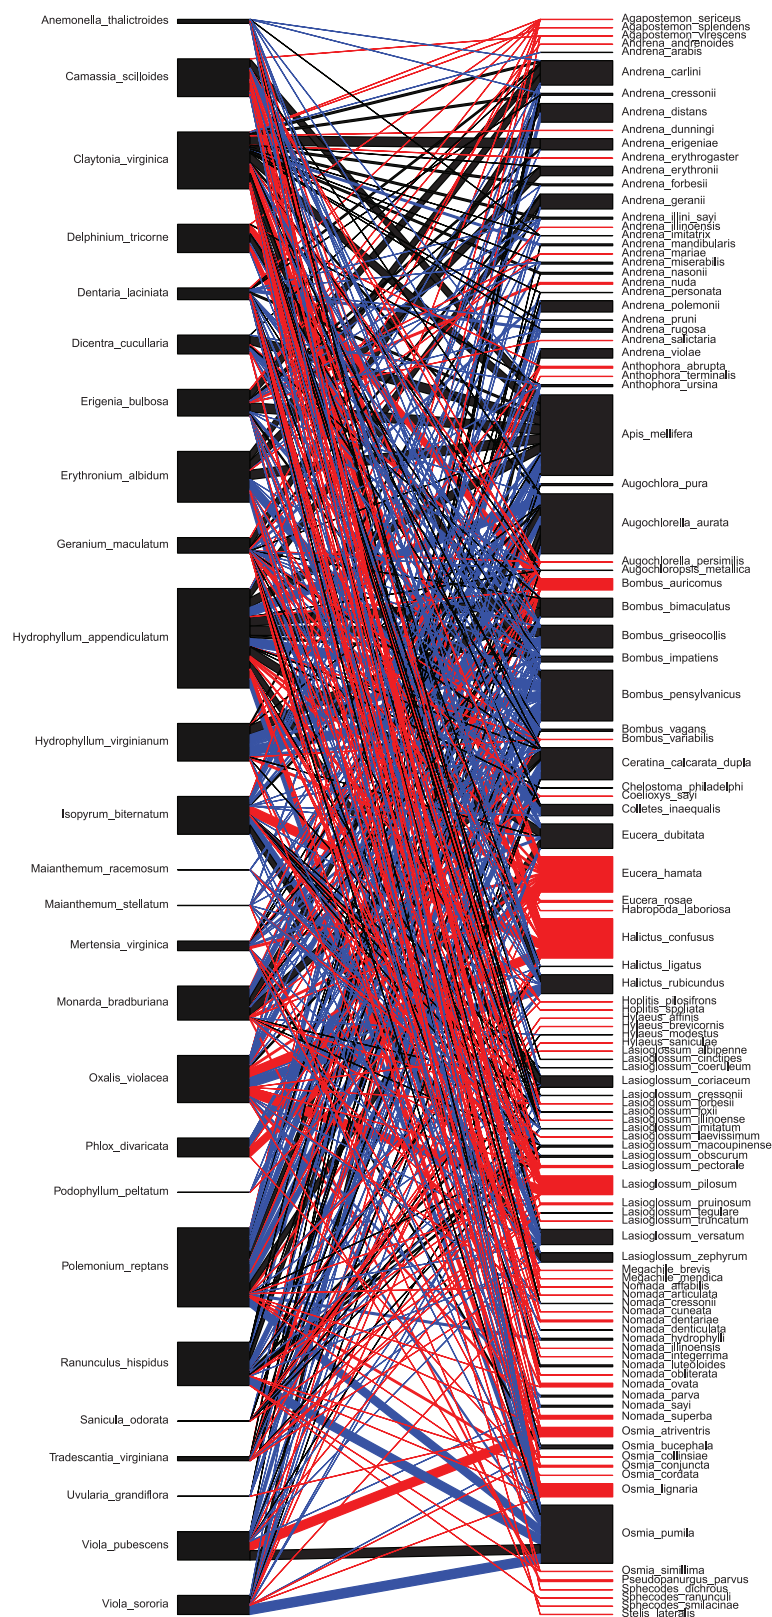 Anemonella_thalictroides
Camassia_scilloides
Claytonia_virginica
Delphinium_tricorne
Dentaria_laciniata
Dicentra_cucullaria
Erigenia_bulbosa
Erythronium_albidum
Geranium_maculatum
Hydrophyllum_appendiculatum
Hydrophyllum_virginianum
Isopyrum_biternatum
Maianthemum_racemosum
Maianthemum_stellatum
Mertensia_virginica
Monarda_bradburiana
Oxalis_violacea
Phlox_divaricata
Podophyllum_peltatum
Polemonium_reptans
Ranunculus_hispidus
Sanicula_odorata
Tradescantia_virginiana
Uvularia_grandiflora
Viola_pubescens
Viola_sororia
Agapostemon_sericeus
Agapostemon_splendens
Agapostemon_virescens
Andrena_andrenoides
Andrena_arabis
Andrena_carlini
Andrena_cressonii
Andrena_distans
Andrena_dunningi
Andrena_erigeniae
Andrena_erythrogaster
Andrena_erythronii
Andrena_forbesii
Andrena_geranii
Andrena_illini_sayi
Andrena_illinoensis
Andrena_imitatrix
Andrena_mandibularis
Andrena_mariae
Andrena_miserabilis
Andrena_nasonii
Andrena_nuda
Andrena_personata
Andrena_polemonii
Andrena_pruni
Andrena_rugosa
Andrena_salictaria
Andrena_violae
Anthophora_abrupta
Anthophora_terminalis
Anthophora_ursina
Apis_mellifera
Augochlora_pura
Augochlorella_aurata
Augochlorella_persimilis
Augochloropsis_metallica
Bombus_auricomus
Bombus_bimaculatus
Bombus_griseocollis
Bombus_impatiens
Bombus_pensylvanicus
Bombus_vagans
Bombus_variabilis
Ceratina_calcarata_dupla
Chelostoma_philadelphi
Coelioxys_sayi
Colletes_inaequalis
Eucera_dubitata
Eucera_hamata
Eucera_rosae
Habropoda_laboriosa
Halictus_confusus
Halictus_ligatus
Halictus_rubicundus
Hoplitis_pilosifrons
Hoplitis_spoliata
Hylaeus_affinis
Hylaeus_brevicornis
Hylaeus_modestus
Hylaeus_saniculae
Lasioglossum_albipenne
Lasioglossum_cinctipes
Lasioglossum_coeruleum
Lasioglossum_coriaceum
Lasioglossum_cressonii
Lasioglossum_forbesii
Lasioglossum_foxii
Lasioglossum_illinoense
Lasioglossum_imitatum
Lasioglossum_laevissimum
Lasioglossum_macoupinense
Lasioglossum_obscurum
Lasioglossum_pectorale
Lasioglossum_pilosum
Lasioglossum_pruinosum
Lasioglossum_tegulare
Lasioglossum_truncatum
Lasioglossum_versatum
Lasioglossum_zephyrum
Megachile_brevis
Megachile_mendica
Nomada_affabilis
Nomada_articulata
Nomada_cressonii
Nomada_cuneata
Nomada_dentariae
Nomada_denticulata
Nomada_hydrophylli
Nomada_illinoensis
Nomada_integerrima
Nomada_luteoloides
Nomada_obliterata
Nomada_ovata
Nomada_parva
Nomada_sayi
Nomada_superba
Osmia_atriventris
Osmia_bucephala
Osmia_collinsiae
Osmia_conjuncta
Osmia_cordata
Osmia_lignaria
Osmia_pumila
Osmia_simillima
Pseudopanurgus_parvus
Sphecodes_dichrous
Sphecodes_ranunculi
Sphecodes_smilacinae
Stelis_lateralis